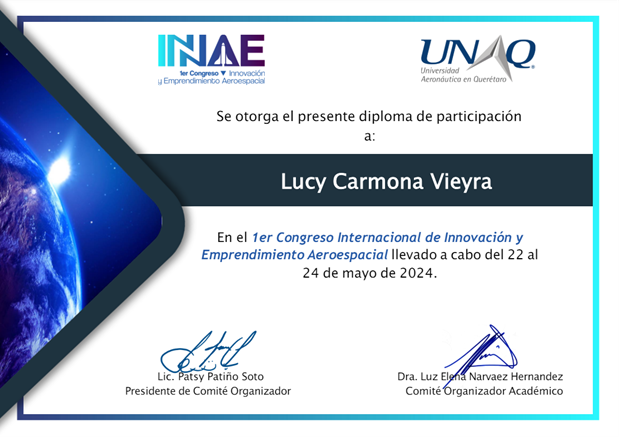 INIAE
1er Congreso ▼ Innovación
y Emprendimiento Aeroespacial
UNAQ
Universidad
Aeronáutica en Querétaro
Se otorga el presente diploma de participación
a:
Lucy Carmona Vieyra
En el 1er Congreso Internacional de Innovación y
Emprendimiento Aeroespacial llevado a cabo del 22 al
24 de mayo de 2024.
Lic. Patsy Patiño Soto
Presidente de Comité Organizador
Dra. Luz Elena Narvaez Hernandez
Comité Organizador Académico